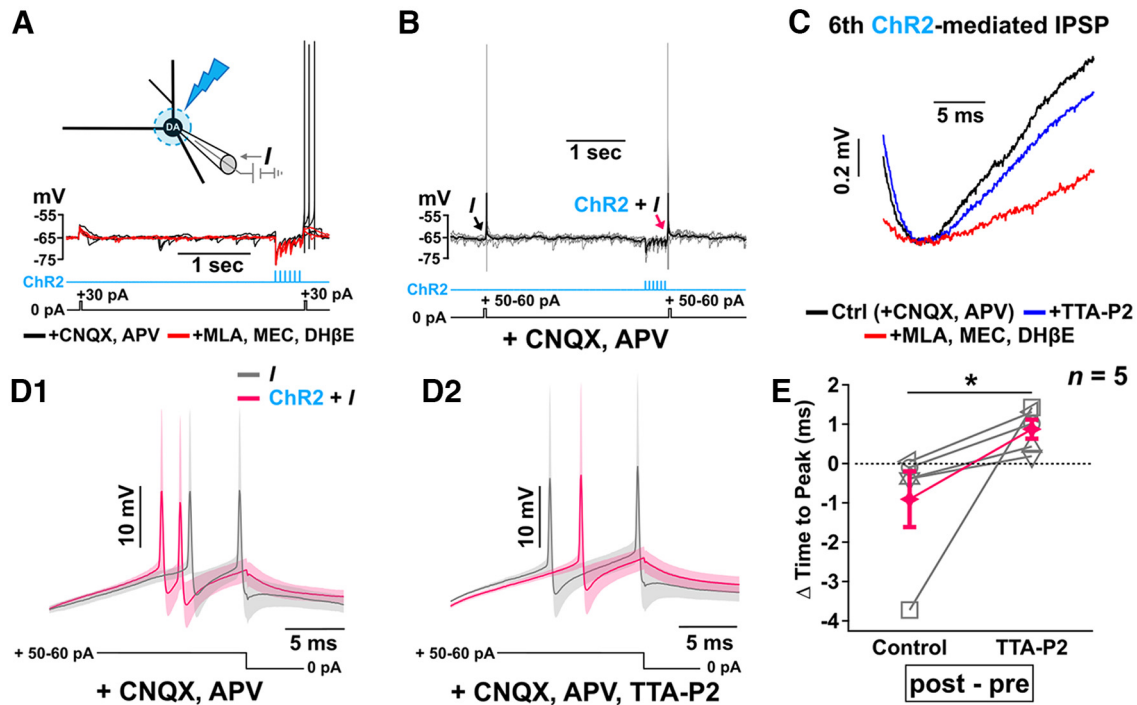 A
DA
I
mV
-55
-65
-75
1 sec
ChR2
+30 pA
+30 pA
0 pA
+CNQX, APV
+MLA, MEC, DHβE
B
1 sec
mV
-55
-65
-75
I
ChR2 + I
ChR2
+ 50-60 pA
+ 50-60 pA
0 pA
+ CNQX, APV
C
6th ChR2-mediated IPSP
5 ms
0.2 mV
Ctrl (+CNQX, APV)
+TTA-P2
+MLA, MEC, DHβE
D1
I
ChR2 + I
10 mV
5 ms
+ 50-60 pA
0 pA
+ CNQX, APV
D2
10 mV
5 ms
+ 50-60 pA
0 pA
+ CNQX, APV, TTA-P2
E
n = 5
*
Δ Time to Peak (ms)
2
1
0
-1
-2
-3
-4
Control
TTA-P2
post - pre